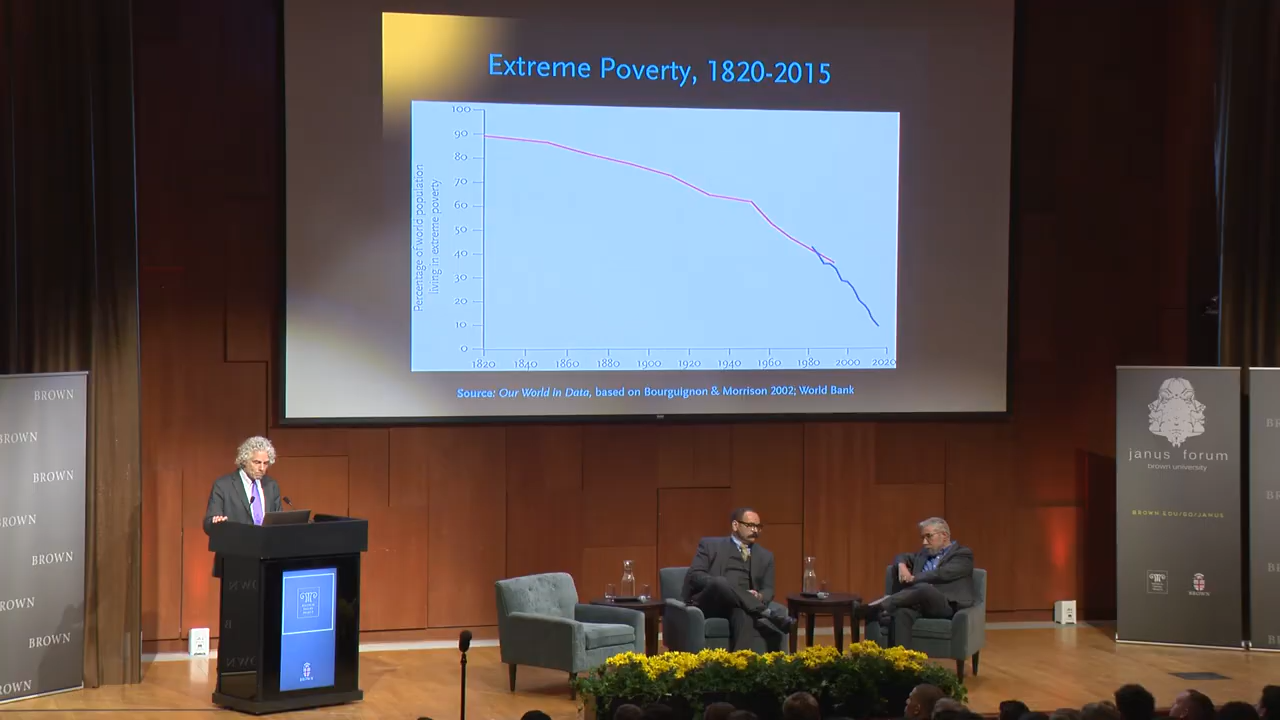 Extreme Poverty, 1820-2015
Percentage of world population
living in extreme poverty
100
90
80
70
60
50
40
30
20
10
0
1820 1840 1860 1880 1900 1920 1940 1960 1980 2000 2020
Source: Our World in Data, based on Bourguignon & Morrison 2002; World Bank
BROWN
BROWN
BROWN
BROWN
BROWN
BROWN
BROWN
BROWN
BROWN
janus forum
brown university
BROWN.EDU/GO/JANUS
BROWN